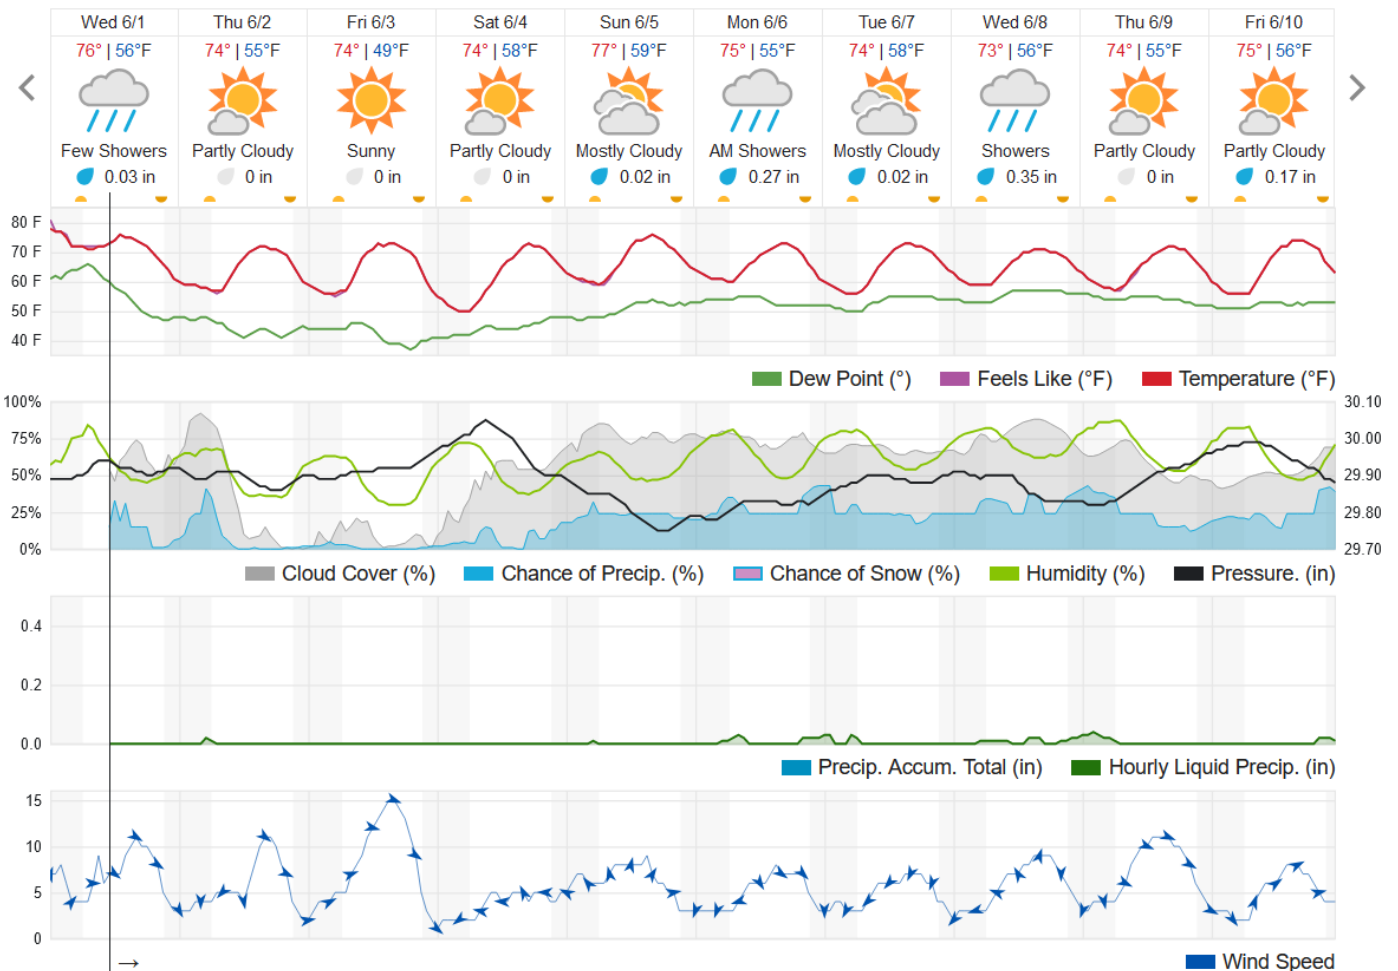 Wed 6/1 Thu 6/2 Fri 6/3 Sat 6/4 Sun 6/5 Mon 6/6 Tue 6/7 Wed 6/8 Thu 6/9 Fri 6/10
76° | 56°F 74° | 55°F 74° | 49°F 74° | 58°F 77° | 59°F 75° | 55°F 74° | 58°F 73° | 56°F 74° | 55°F 75° | 56°F
Few Showers Partly Cloudy Sunny Partly Cloudy Mostly Cloudy AM Showers Mostly Cloudy Showers Partly Cloudy Partly Cloudy
0.03 in 0 in 0 in 0 in 0.02 in 0.27 in 0.02 in 0.35 in 0 in 0.17 in
80 F
70 F
60 F
50 F
40 F
Dew Point (°) Feels Like (°F) Temperature (°F)
100% 30.10
75% 30.00
50% 29.90
25% 29.80
0% 29.70
Cloud Cover (%) Chance of Precip. (%) Chance of Snow (%) Humidity (%) Pressure. (in)
0.4
0.2
0.0
Precip. Accum. Total (in) Hourly Liquid Precip. (in)
15
10
5
0
→ Wind Speed